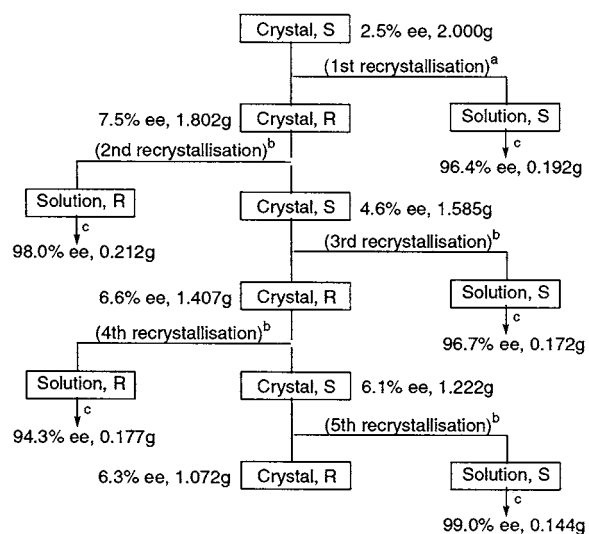 Crystal, S 2.5% ee, 2.000g
(1st recrystallisation)a
7.5% ee, 1.802g Crystal, R Solution, S
c
(2nd recrystallisation)b
96.4% ee, 0.192g
Solution, R Crystal, S 4.6% ee, 1.585g
c
98.0% ee, 0.212g
(3rd recrystallisation)b
6.6% ee, 1.407g Crystal, R Solution, S
c
(4th recrystallisation)b
96.7% ee, 0.172g
Solution, R Crystal, S 6.1% ee, 1.222g
c
94.3% ee, 0.177g
(5th recrystallisation)b
6.3% ee, 1.072g Crystal, R Solution, S
c
99.0% ee, 0.144g